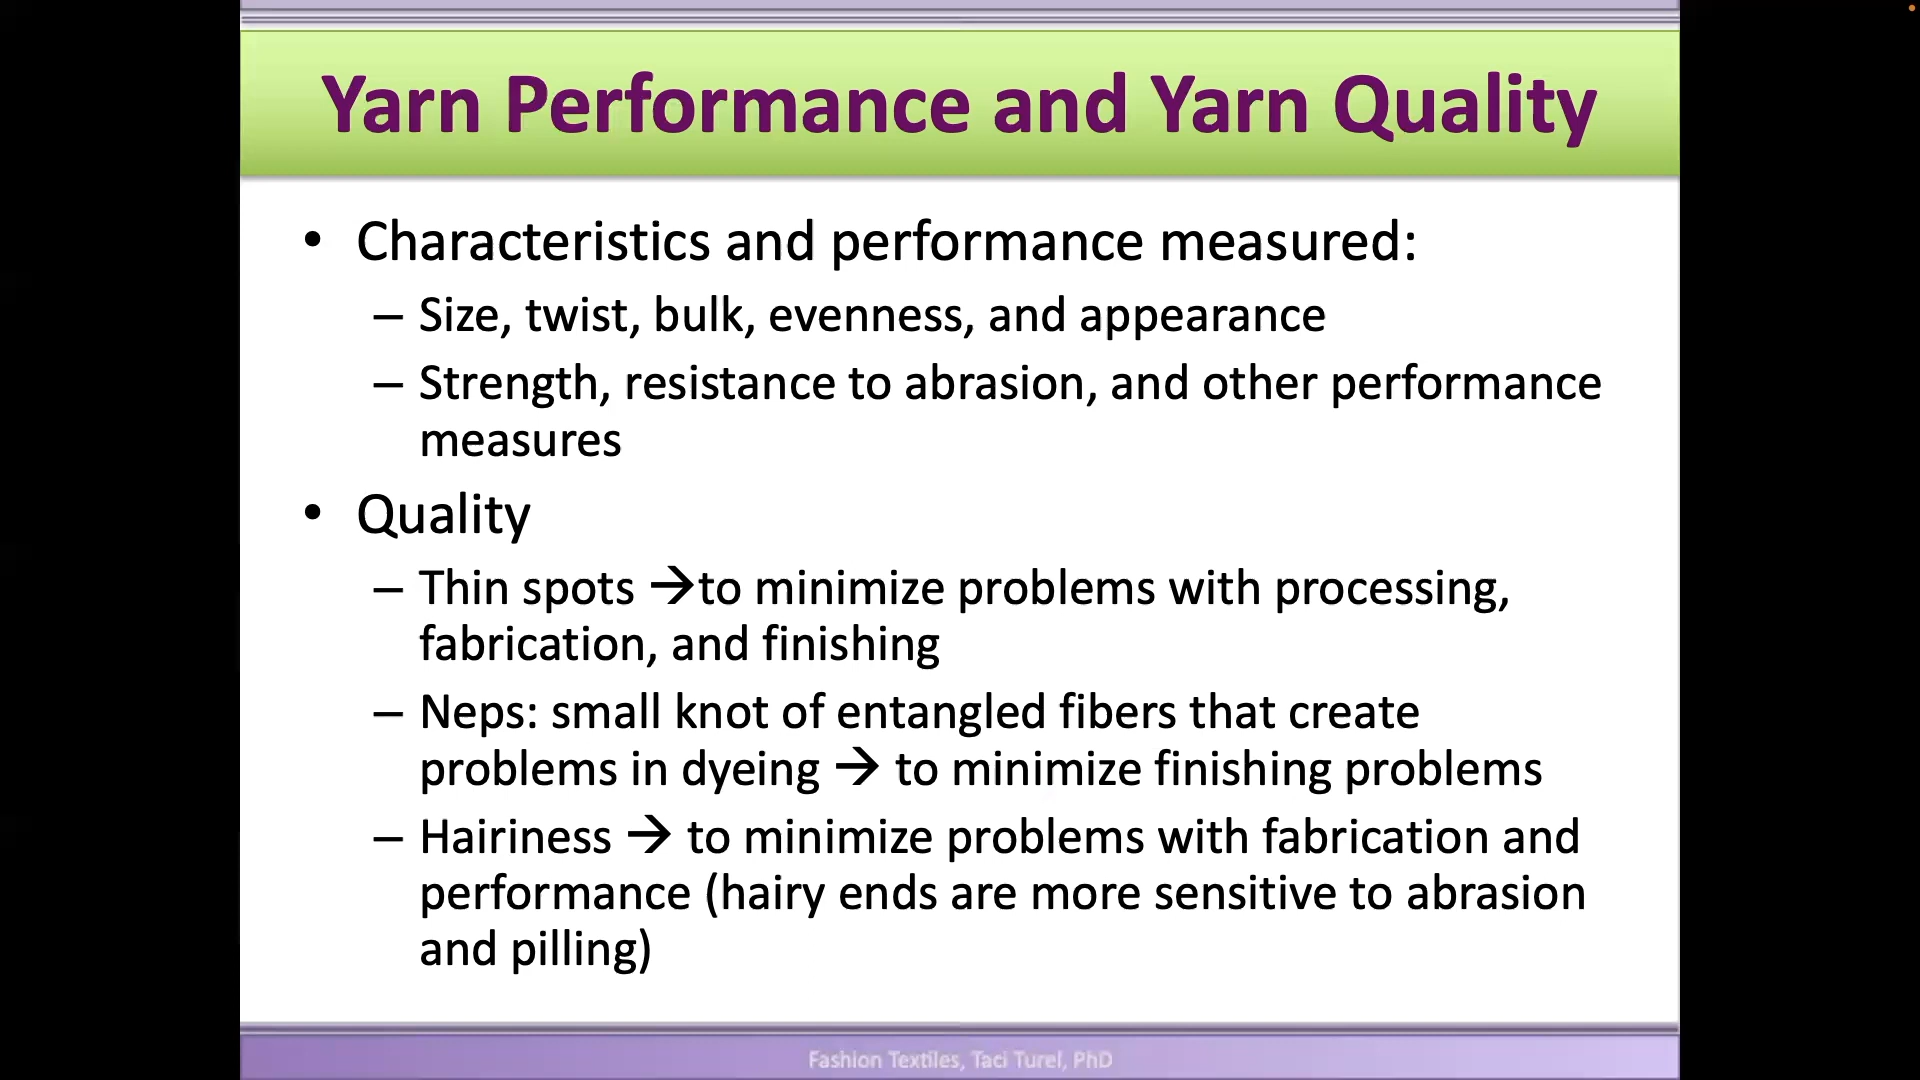 Yarn Performance and Yarn Quality
• Characteristics and performance measured:
– Size, twist, bulk, evenness, and appearance
– Strength, resistance to abrasion, and other performance
measures
• Quality
– Thin spots →to minimize problems with processing,
fabrication, and finishing
– Neps: small knot of entangled fibers that create
problems in dyeing → to minimize finishing problems
– Hairiness → to minimize problems with fabrication and
performance (hairy ends are more sensitive to abrasion
and pilling)
Fashion Textiles, Taci Turel, PhD